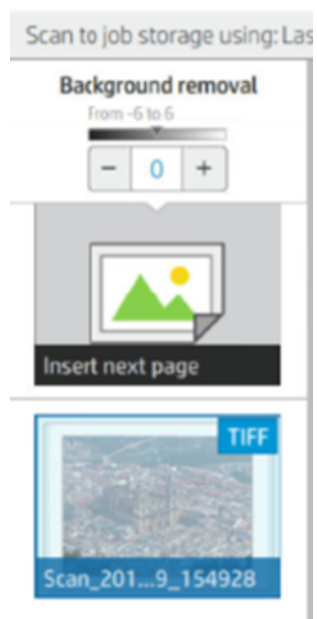 Scan to job storage using: Las
Background removal
From -6 to 6
− 0 +
Insert next page
TIFF
Scan_201...9_154928